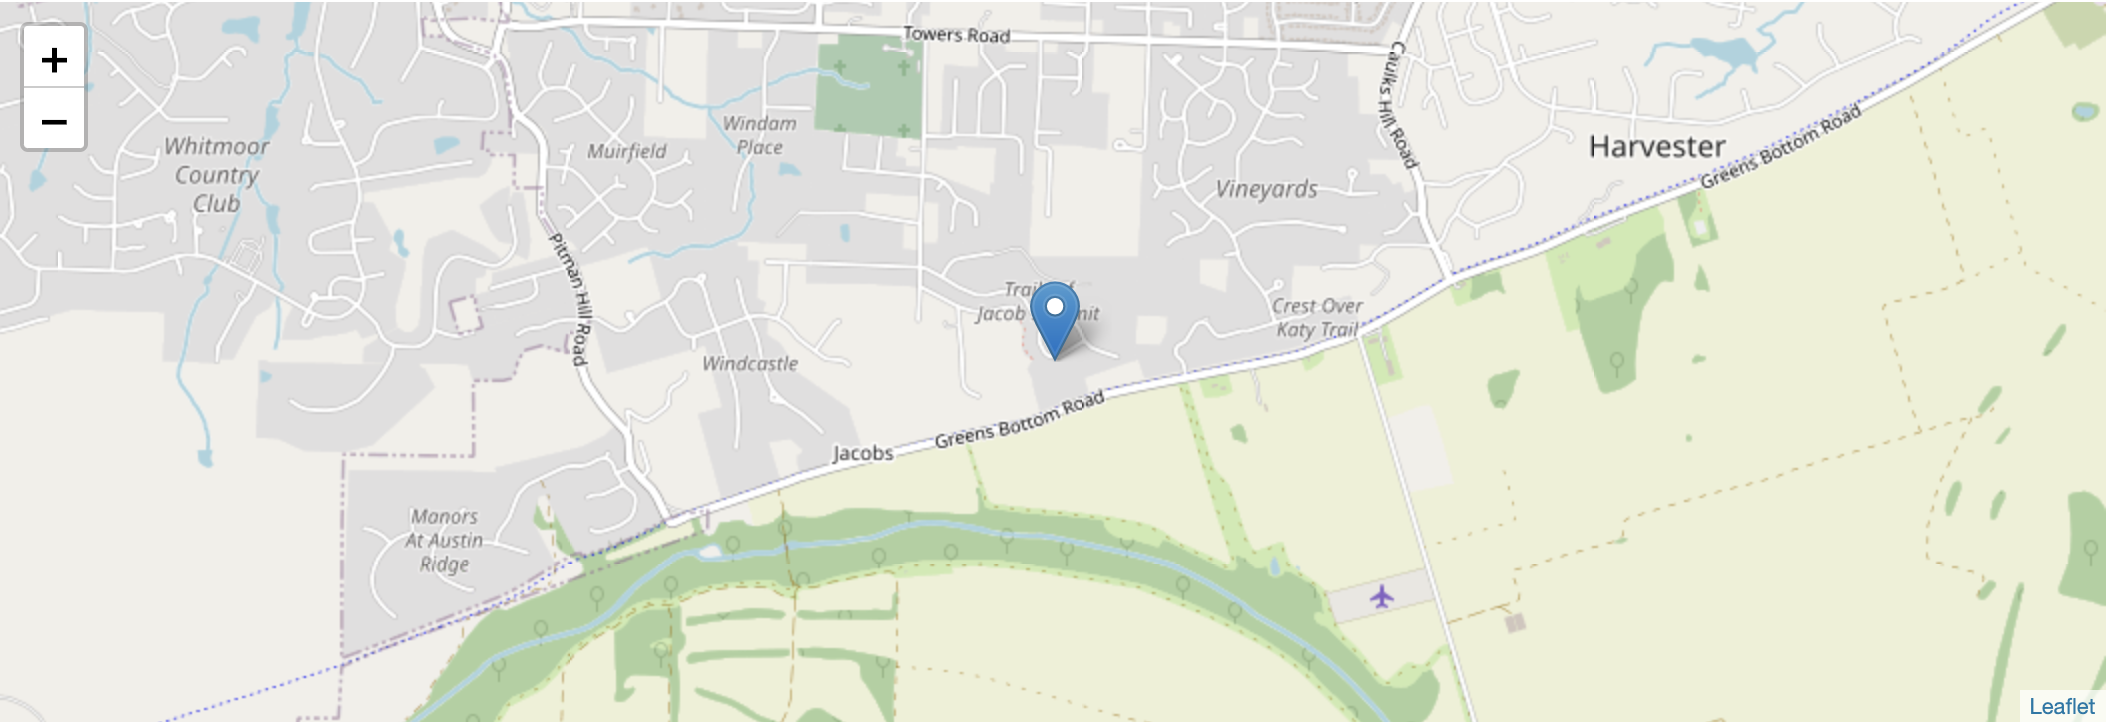 +
−
Towers Road
Caulks Hill Road
Whitmoor
Country
Club
Muirfield
Windam
Place
Harvester
Greens Bottom Road
Vineyards
Pitman Hill Road
Jacob
Crest Over
Katy Trail
Windcastle
Greens Bottom Road
Jacobs
Manors
At Austin
Ridge
Leaflet